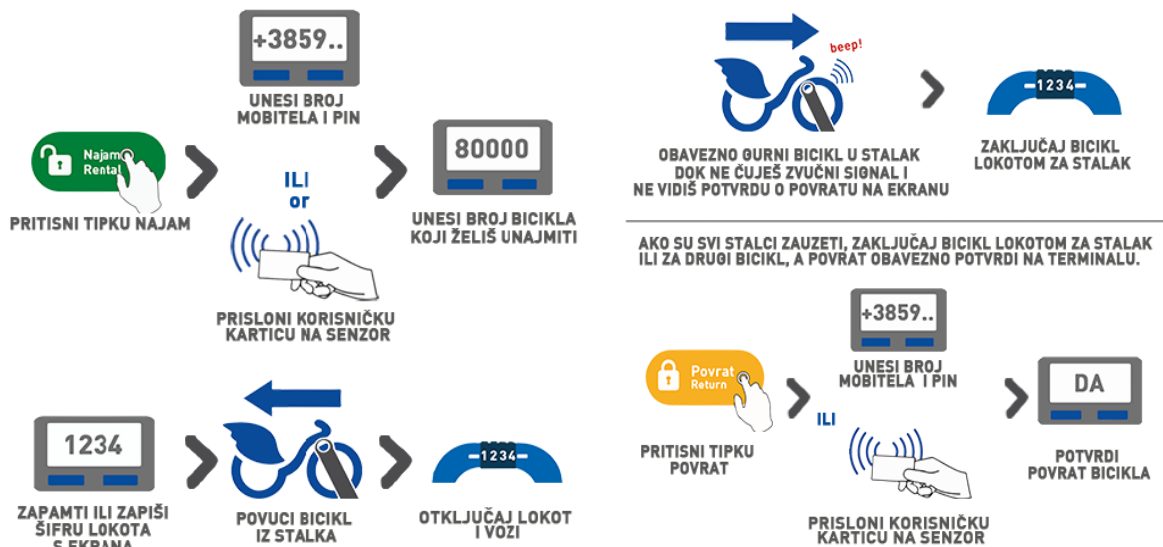 +3859..
UNESI BROJ
MOBITELA I PIN
Najam
Rental
PRITISNI TIPKU NAJAM
ILI
or
PRISLONI KORISNIČKU
KARTICU NA SENZOR
80000
UNESI BROJ BICIKLA
KOJI ŽELIŠ UNAJMITI
1234
ZAPAMTI ILI ZAPIŠI
ŠIFRU LOKOTA
S EKRANA
POVUCI BICIKL
IZ STALKA
-1234-
OTKLJUČAJ LOKOT
I VOZI
beep!
OBAVEZNO GURNI BICIKL U STALAK
DOK NE ČUJEŠ ZVUČNI SIGNAL I
NE VIDIŠ POTVRDU O POVRATU NA EKRANU
-1234-
ZAKLJUČAJ BICIKL
LOKOTOM ZA STALAK
AKO SU SVI STALCI ZAUZETI, ZAKLJUČAJ BICIKL LOKOTOM ZA STALAK
ILI ZA DRUGI BICIKL, A POVRAT OBAVEZNO POTVRDI NA TERMINALU.
Povrat
Return
PRITISNI TIPKU
POVRAT
+3859..
UNESI BROJ
MOBITELA I PIN
ILI
PRISLONI KORISNIČKU
KARTICU NA SENZOR
DA
POTVRDI
POVRAT BICIKLA